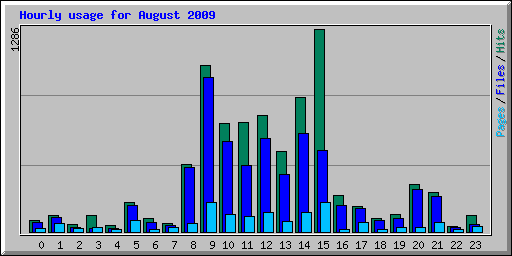 Hourly usage for August 2009
1286
Pages / Files / Hits
0 1 2 3 4 5 6 7 8 9 10 11 12 13 14 15 16 17 18 19 20 21 22 23